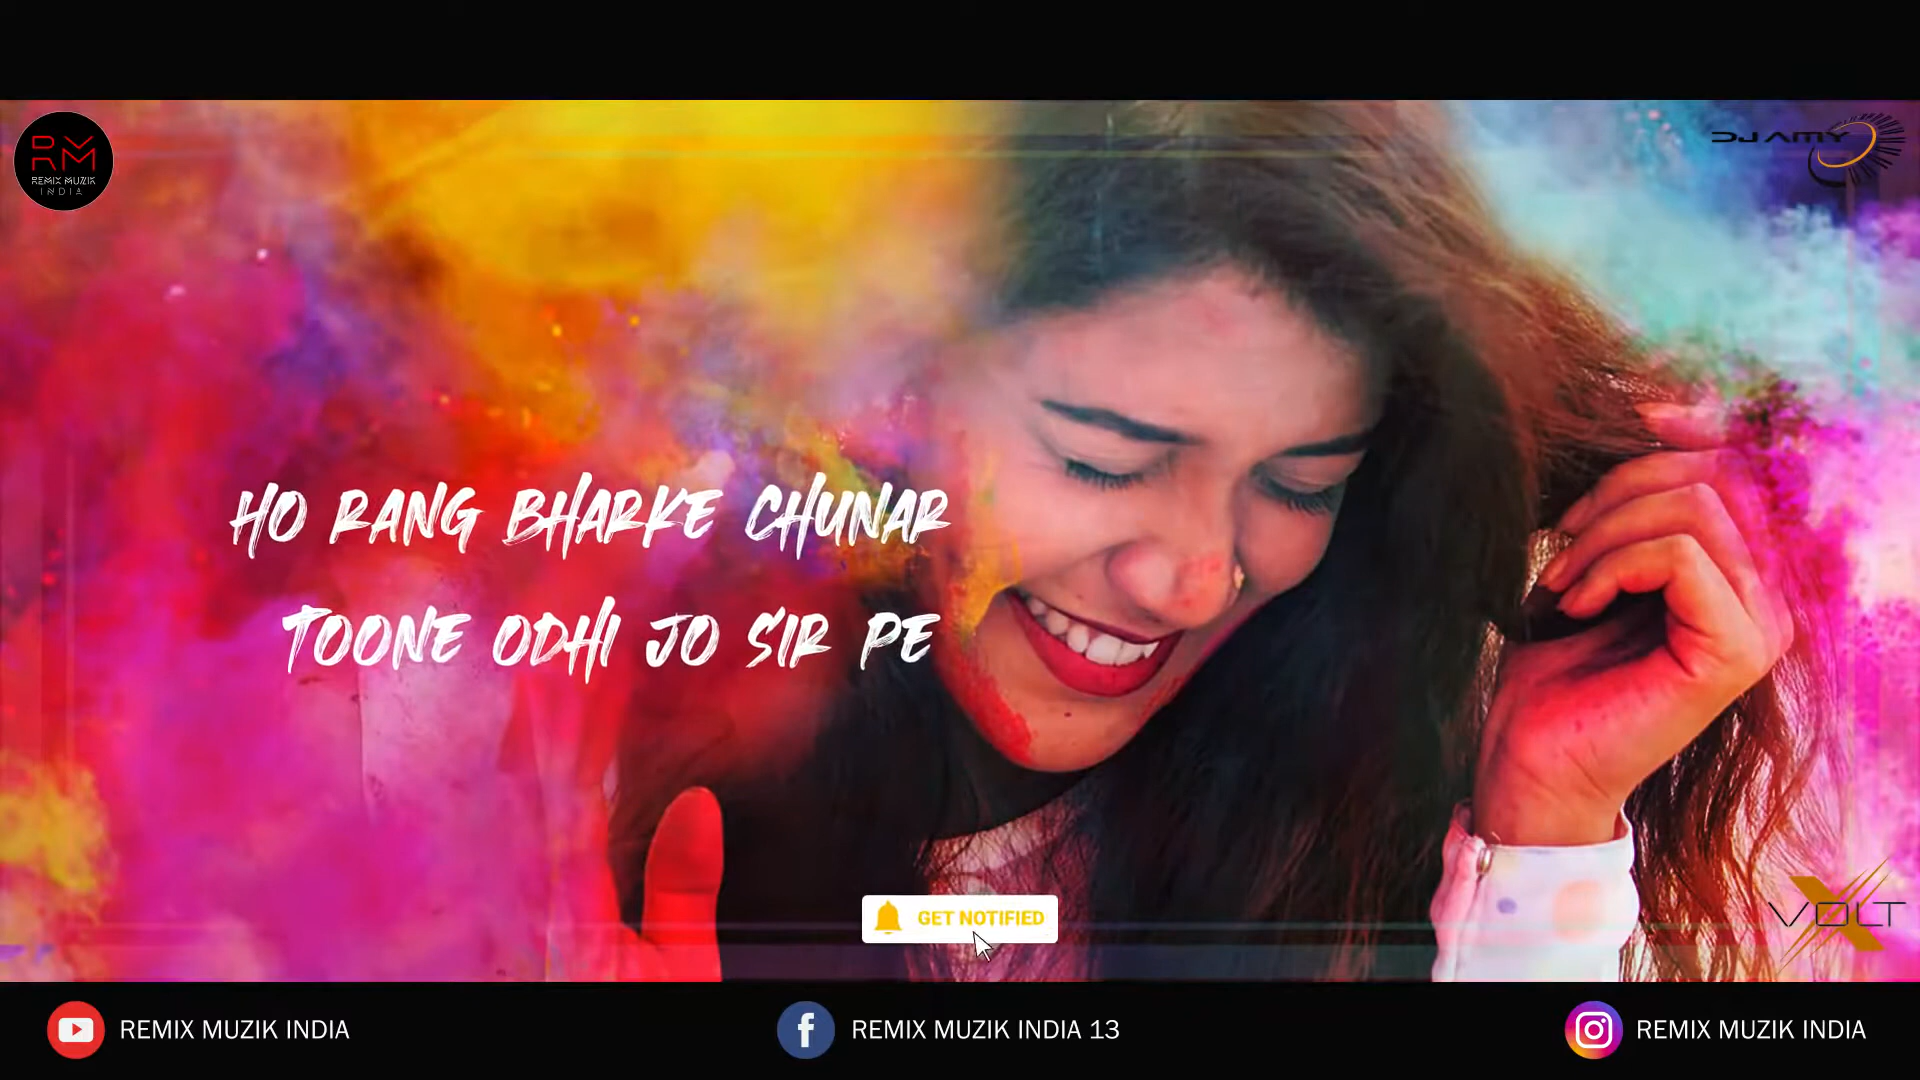 RM
REMIX MUZIK
INDIA
DJ AMY
HO RANG BHARKE CHUNAR
TOONE ODHI JO SIR PE
VOLT
X
GET NOTIFIED
REMIX MUZIK INDIA
REMIX MUZIK INDIA 13
REMIX MUZIK INDIA